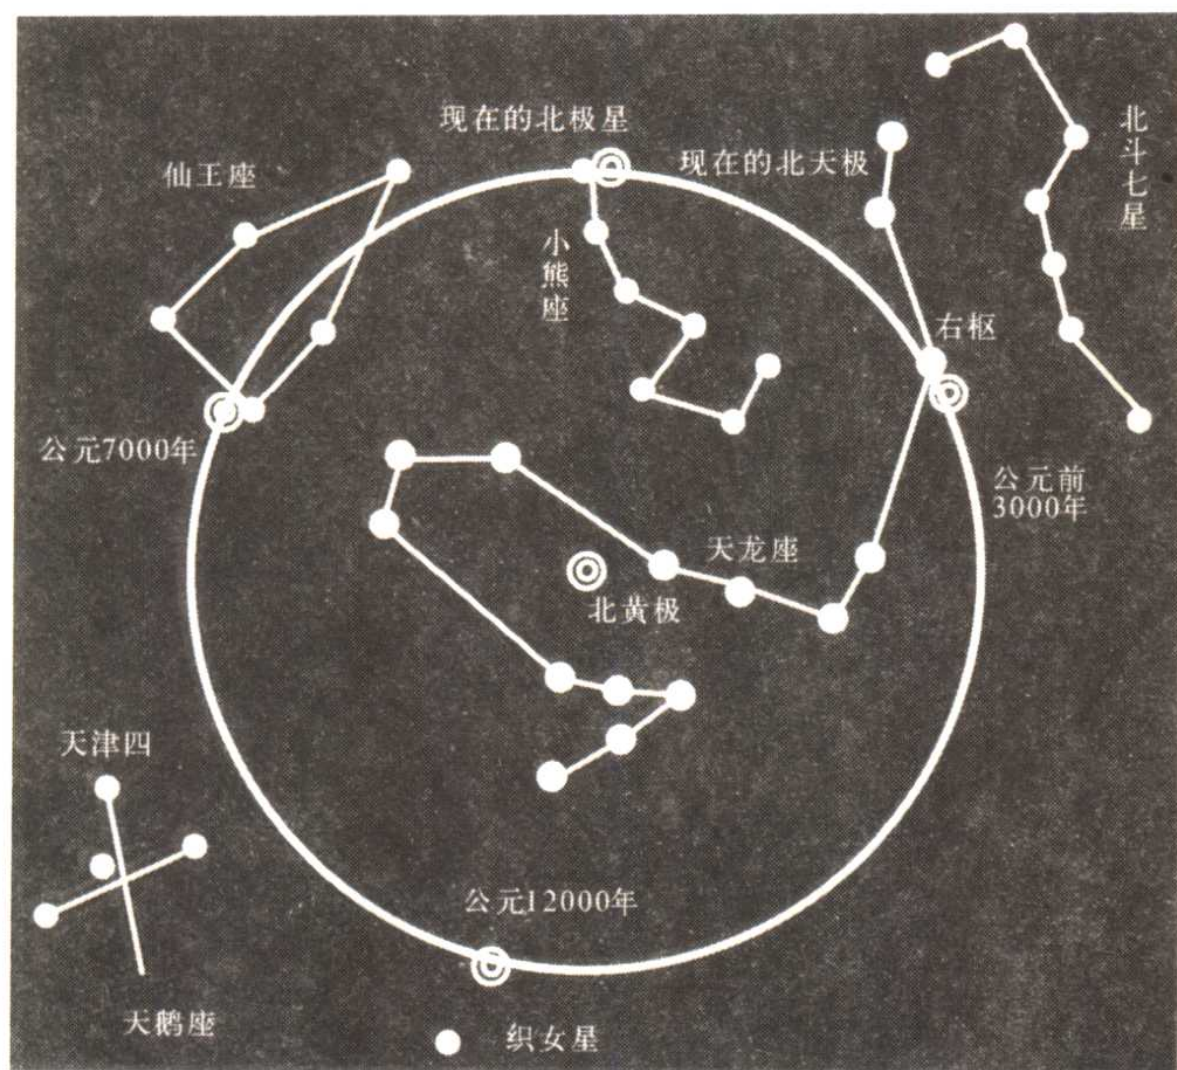 现在的北极星
仙王座
现在的北天极
北斗七星
小熊座
右枢
公元7000年
公元前
3000年
天龙座
北黄极
天津四
公元12000年
天鹅座
织女星